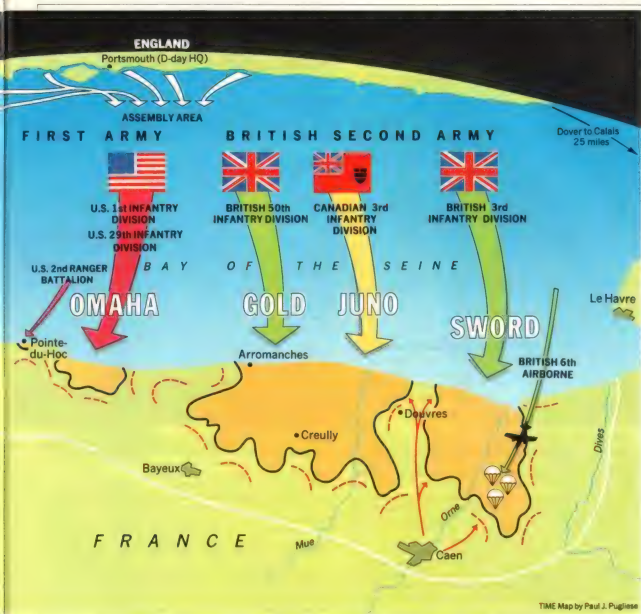 ENGLAND
Portsmouth (D-day HQ)
ASSEMBLY AREA
Dover to Calais
25 miles
FIRST ARMY
BRITISH SECOND ARMY
U.S. 1st INFANTRY
DIVISION
U.S. 29th INFANTRY
DIVISION
BRITISH 50th
INFANTRY DIVISION
CANADIAN 3rd
INFANTRY
DIVISION
BRITISH 3rd
INFANTRY DIVISION
U.S. 2nd RANGER
BATTALION
BAY OF THE SEINE
OMAHA
GOLD
JUNO
SWORD
Le Havre
Pointe-
du-Hoc
Arromanches
BRITISH 6th
AIRBORNE
Douvres
Creully
Dives
Bayeux
Orne
FRANCE
Mue
Caen
TIME Map by Paul J. Pugliese